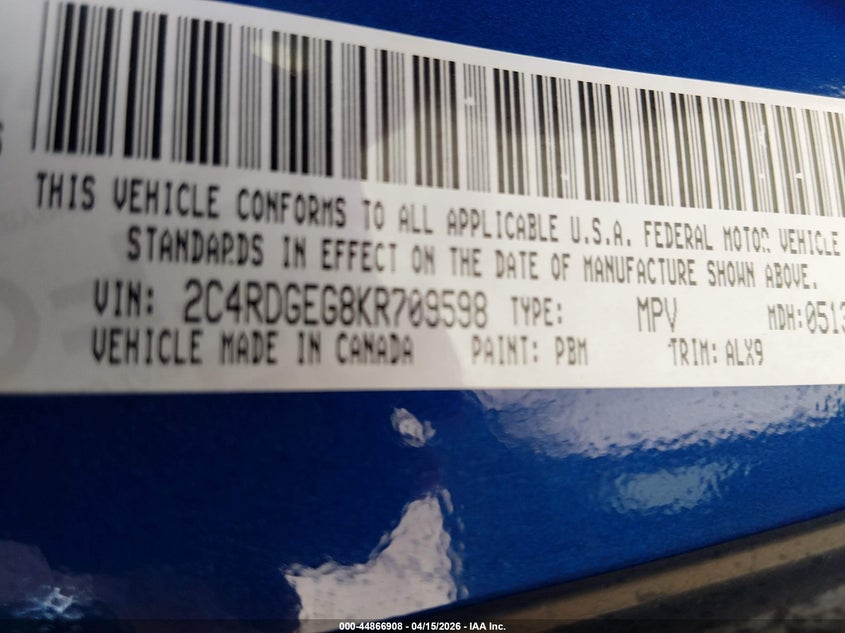 THIS VEHICLE CONFORMS TO ALL APPLICABLE U.S.A. FEDERAL MOTOR VEHICLE
STANDARDS IN EFFECT ON THE DATE OF MANUFACTURE SHOWN ABOVE.
VIN: 2C4RDGEG8KR709598 TYPE: MPV MDH:0513
VEHICLE MADE IN CANADA PAINT: PBM TRIM: ALX9
000-44866908 - 04/15/2026 - IAA Inc.